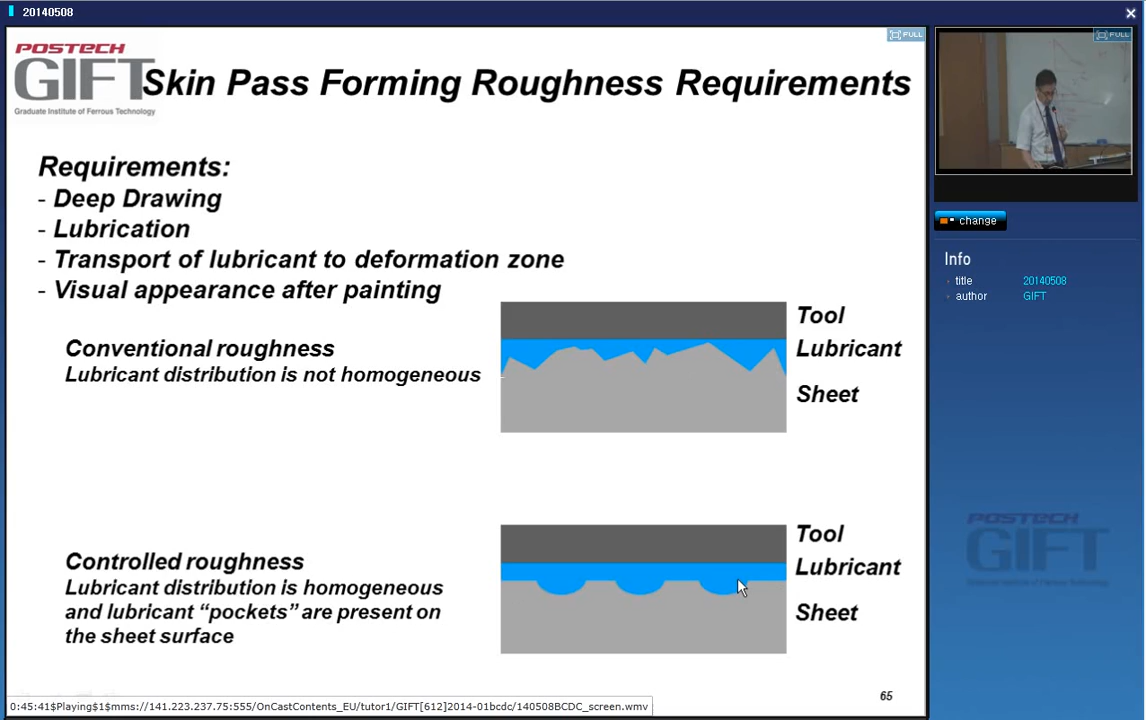 20140508
POSTECH
GIFT
Graduate Institute of Ferrous Technology
Skin Pass Forming Roughness Requirements
FULL
FULL
Requirements:
- Deep Drawing
- Lubrication
- Transport of lubricant to deformation zone
- Visual appearance after painting
Conventional roughness
Lubricant distribution is not homogeneous
Tool
Lubricant
Sheet
Controlled roughness
Lubricant distribution is homogeneous
and lubricant “pockets” are present on
the sheet surface
Tool
Lubricant
Sheet
65
0:45:41$Playing$1$mms://141.223.237.75:555/OnCastContents_EU/tutor1/GIFT[612]2014-01bcdc/140508BCDC_screen.wmv
change
Info
title 20140508
author GIFT
POSTECH
GIFT